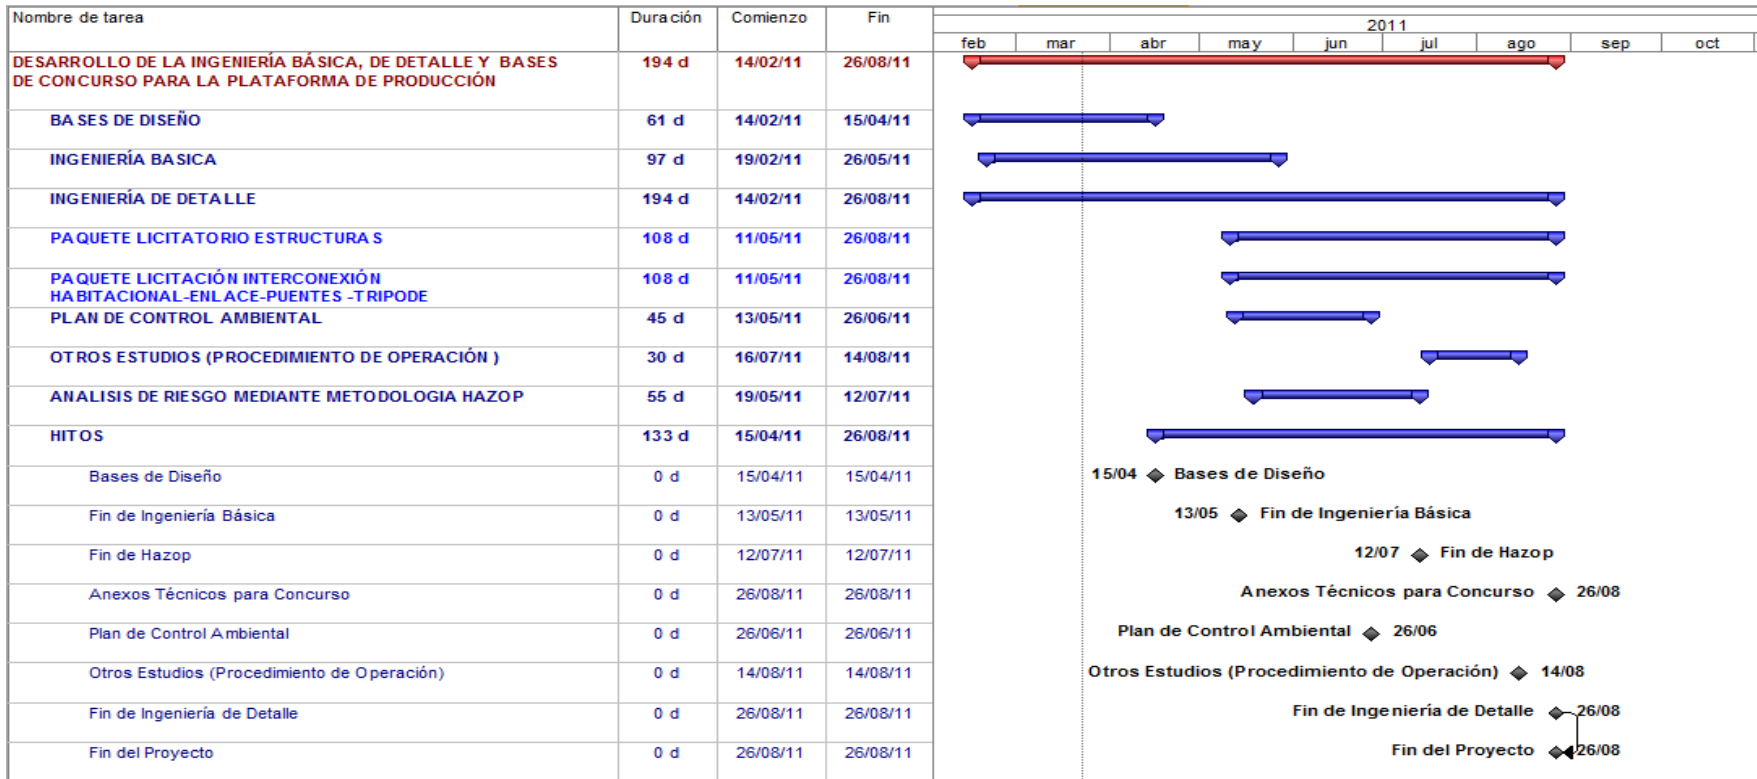 Nombre de tarea Duración Comienzo Fin 2011
feb mar abr may jun jul ago sep oct
DESARROLLO DE LA INGENIERÍA BÁSICA, DE DETALLE Y BASES 194 d 14/02/11 26/08/11
DE CONCURSO PARA LA PLATAFORMA DE PRODUCCIÓN
BASES DE DISEÑO 61 d 14/02/11 15/04/11
INGENIERÍA BASICA 97 d 19/02/11 26/05/11
INGENIERÍA DE DETALLE 194 d 14/02/11 26/08/11
PAQUETE LICITATORIO ESTRUCTURAS 108 d 11/05/11 26/08/11
PAQUETE LICITACIÓN INTERCONEXIÓN 108 d 11/05/11 26/08/11
HABITACIONAL-ENLACE-PUENTES -TRIPODE
PLAN DE CONTROL AMBIENTAL 45 d 13/05/11 26/06/11
OTROS ESTUDIOS (PROCEDIMIENTO DE OPERACIÓN ) 30 d 16/07/11 14/08/11
ANALISIS DE RIESGO MEDIANTE METODOLOGIA HAZOP 55 d 19/05/11 12/07/11
HITOS 133 d 15/04/11 26/08/11
Bases de Diseño 0 d 15/04/11 15/04/11 15/04 Bases de Diseño
Fin de Ingeniería Básica 0 d 13/05/11 13/05/11 13/05 Fin de Ingeniería Básica
Fin de Hazop 0 d 12/07/11 12/07/11 12/07 Fin de Hazop
Anexos Técnicos para Concurso 0 d 26/08/11 26/08/11 Anexos Técnicos para Concurso 26/08
Plan de Control Ambiental 0 d 26/06/11 26/06/11 Plan de Control Ambiental 26/06
Otros Estudios (Procedimiento de Operación) 0 d 14/08/11 14/08/11 Otros Estudios (Procedimiento de Operación) 14/08
Fin de Ingeniería de Detalle 0 d 26/08/11 26/08/11 Fin de Ingeniería de Detalle 26/08
Fin del Proyecto 0 d 26/08/11 26/08/11 Fin del Proyecto 26/08